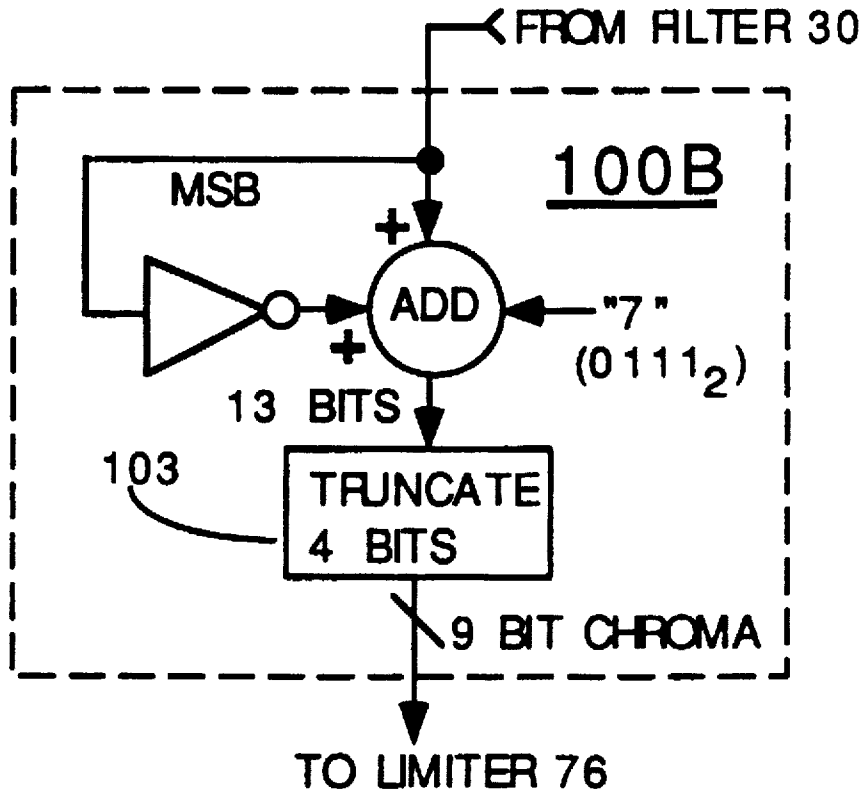 FROM FILTER 30
100B
MSB
+
ADD
"7"
+
(0111₂)
13 BITS
103
TRUNCATE
4 BITS
9 BIT CHROMA
TO LIMITER 76